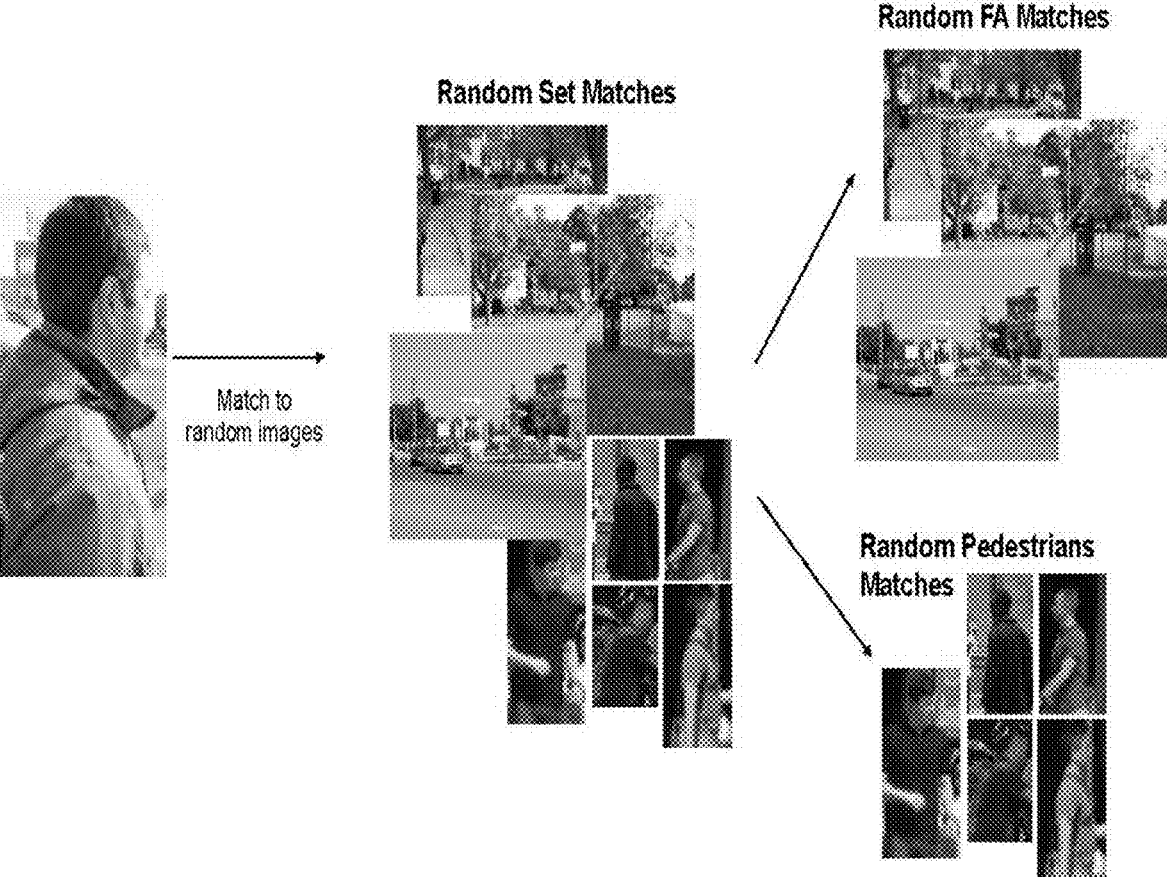 Random FA Matches
Random Set Matches
Match to
random images
Random Pedestrians
Matches